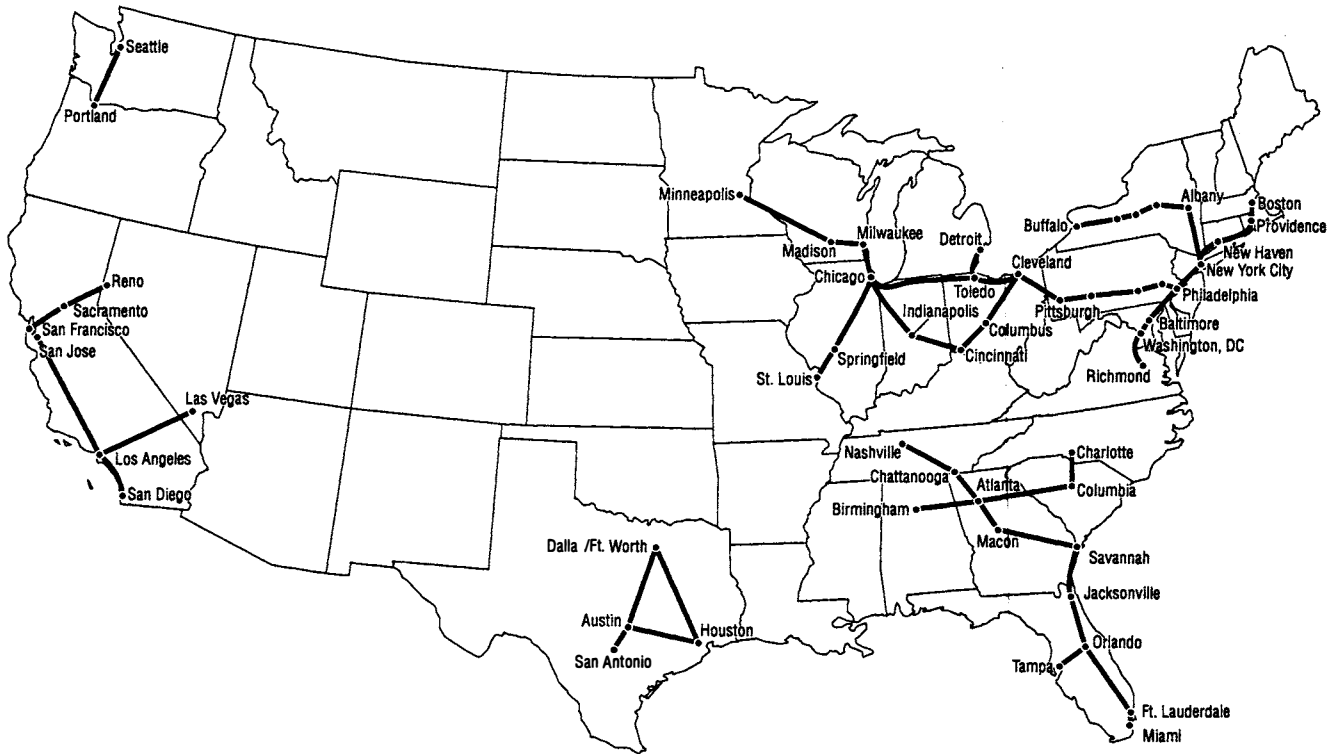 Seattle
Portland
Minneapolis
Albany
Boston
Buffalo
Providence
Milwaukee
Detroit
Madison
New Haven
Cleveland
New York City
Chicago
Reno
Toledo
Philadelphia
Sacramento
Indianapolis
Pittsburgh
San Francisco
Columbus
Baltimore
San Jose
Washington, DC
Springfield
Cincinnati
Richmond
St. Louis
Las Vegas
Nashville
Charlotte
Los Angeles
Chattanooga
Atlanta
Columbia
San Diego
Birmingham
Macon
Dalla /Ft. Worth
Savannah
Jacksonville
Austin
Houston
Orlando
San Antonio
Tampa
Ft. Lauderdale
Miami